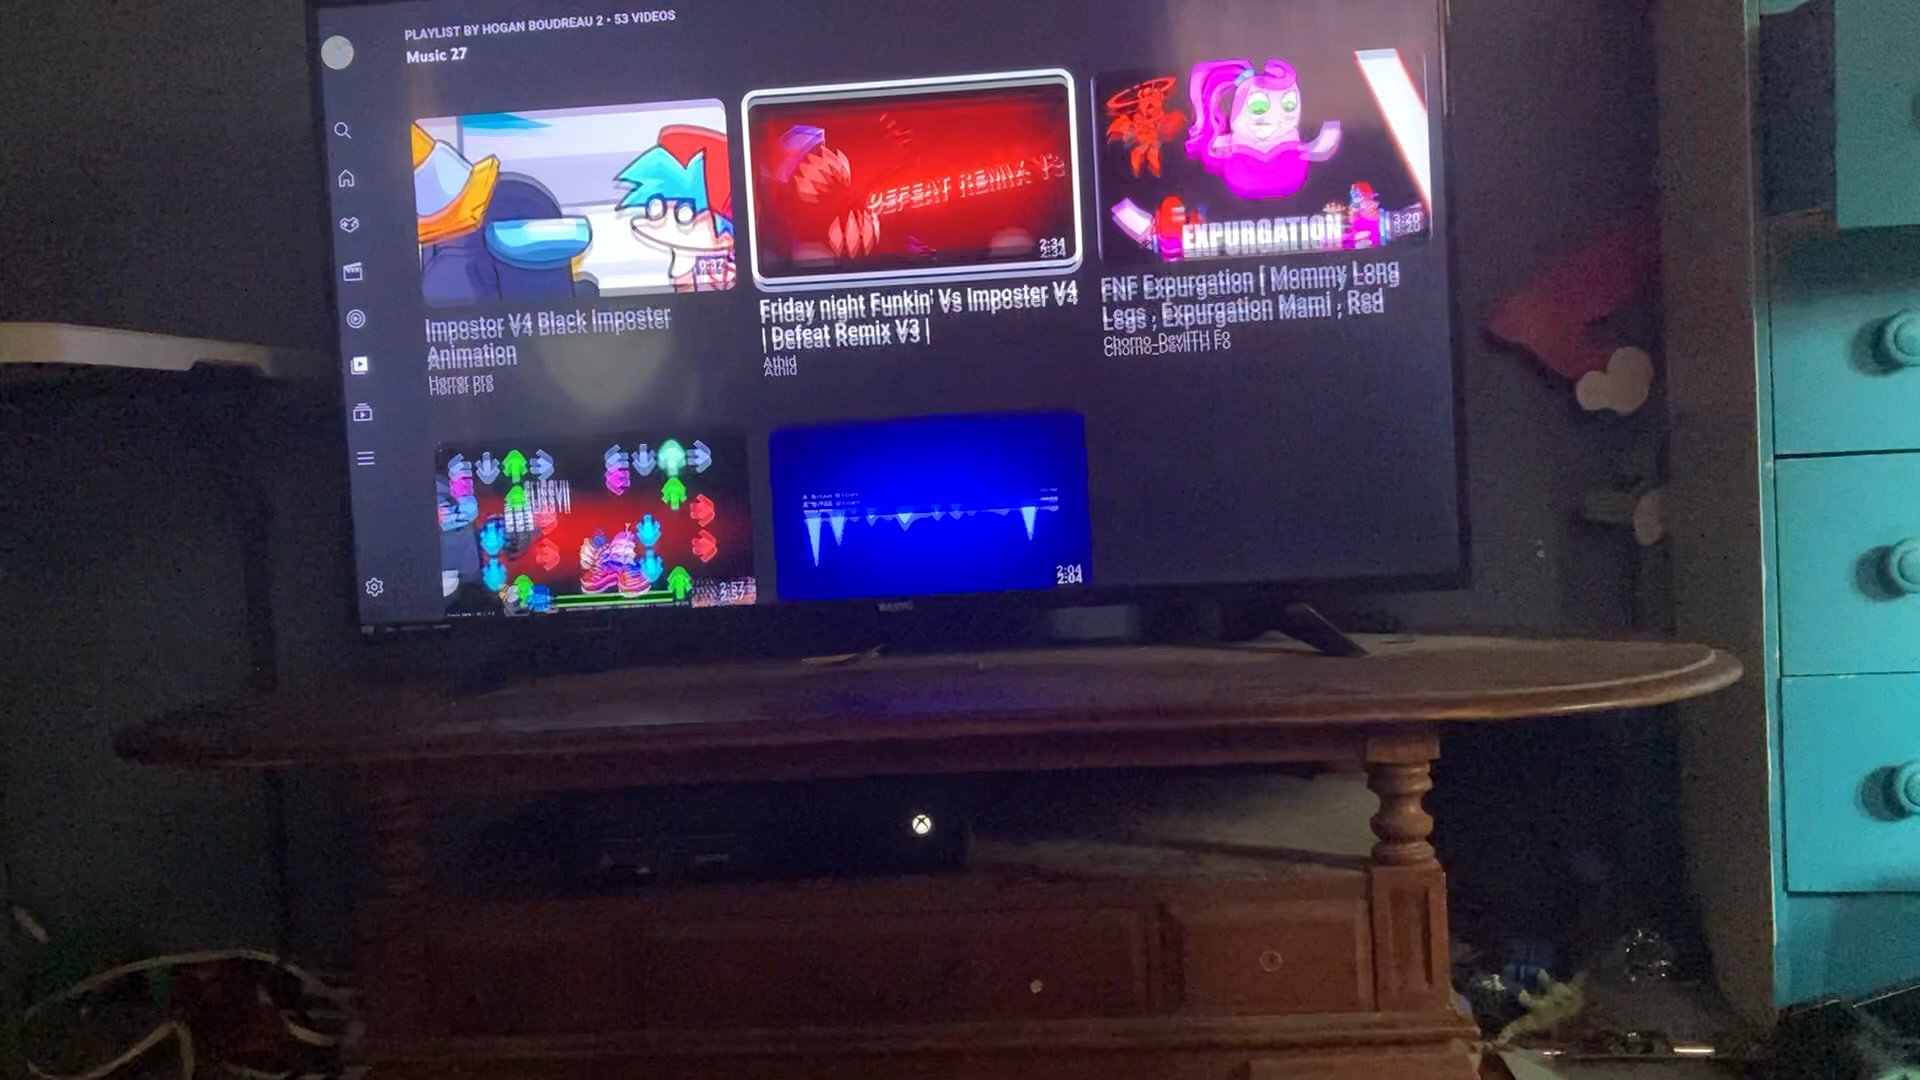 PLAYLIST BY HOGAN BOUDREAU 2 • 53 VIDEOS
Music 27
DEFEAT REMIX V3
EXPURGATION
0:37
2:34
3:20
Impostor V4 Black Imposter
Animation
Horror pro
Friday night Funkin' Vs Imposter V4
| Defeat Remix V3 |
Athid
FNF Expurgation [ Mommy Long
Legs , Expurgation Mami , Red
2:57
2:04